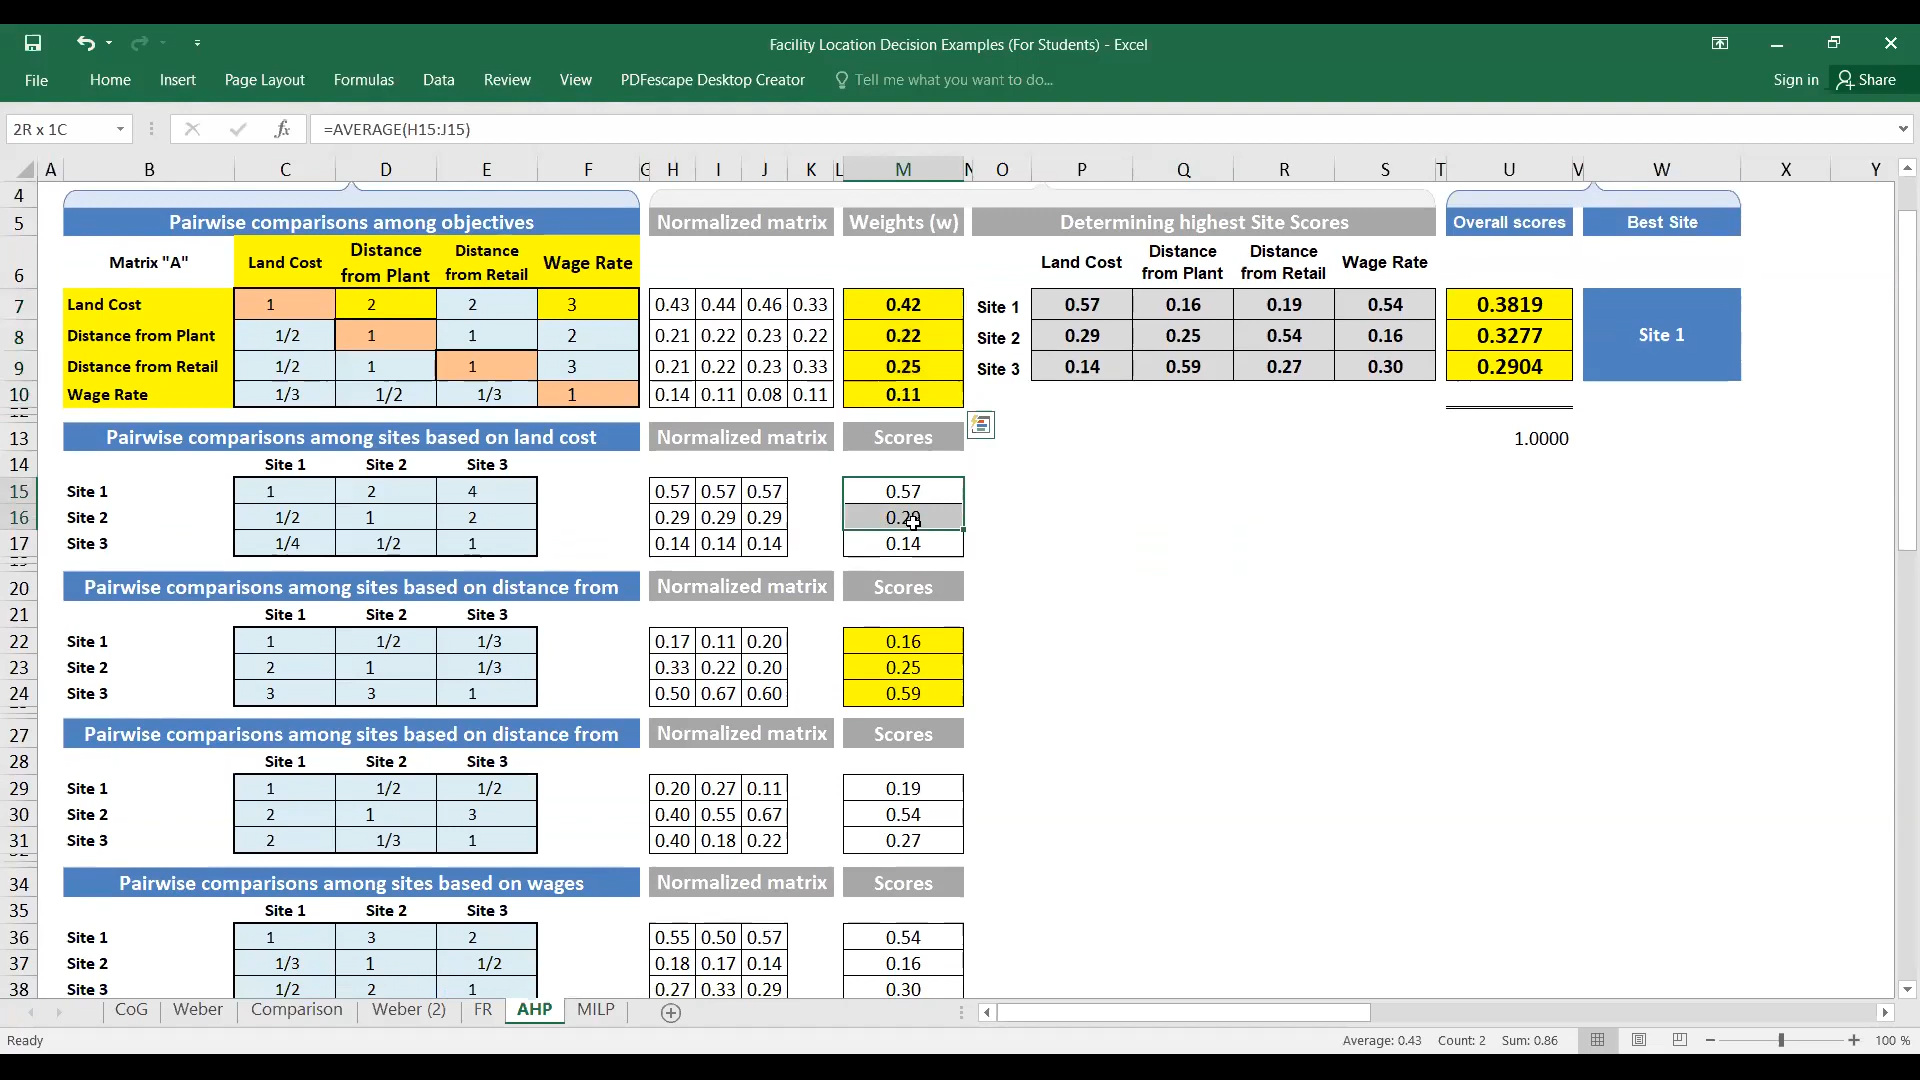 Facility Location Decision Examples (For Students) - Excel
File Home Insert Page Layout Formulas Data Review View PDFescape Desktop Creator Tell me what you want to do... Sign in Share
2R x 1C fx =AVERAGE(H15:J15)
A B C D E F G H I J K L M N O P Q R S T U V W X Y
4
5 Pairwise comparisons among objectives Normalized matrix Weights (w) Determining highest Site Scores Overall scores Best Site
6 Matrix "A" Land Cost Distance from Plant Distance from Retail Wage Rate Land Cost Distance from Plant Distance from Retail Wage Rate
7 Land Cost 1 2 2 3 0.43 0.44 0.46 0.33 0.42 Site 1 0.57 0.16 0.19 0.54 0.3819
8 Distance from Plant 1/2 1 1 2 0.21 0.22 0.23 0.22 0.22 Site 2 0.29 0.25 0.54 0.16 0.3277 Site 1
9 Distance from Retail 1/2 1 1 3 0.21 0.22 0.23 0.33 0.25 Site 3 0.14 0.59 0.27 0.30 0.2904
10 Wage Rate 1/3 1/2 1/3 1 0.14 0.11 0.08 0.11 0.11
13 Pairwise comparisons among sites based on land cost Normalized matrix Scores 1.0000
14 Site 1 Site 2 Site 3
15 Site 1 1 2 4 0.57 0.57 0.57 0.57
16 Site 2 1/2 1 2 0.29 0.29 0.29 0.29
17 Site 3 1/4 1/2 1 0.14 0.14 0.14 0.14
20 Pairwise comparisons among sites based on distance from Normalized matrix Scores
21 Site 1 Site 2 Site 3
22 Site 1 1 1/2 1/3 0.17 0.11 0.20 0.16
23 Site 2 2 1 1/3 0.33 0.22 0.20 0.25
24 Site 3 3 3 1 0.50 0.67 0.60 0.59
27 Pairwise comparisons among sites based on distance from Normalized matrix Scores
28 Site 1 Site 2 Site 3
29 Site 1 1 1/2 1/2 0.20 0.27 0.11 0.19
30 Site 2 2 1 3 0.40 0.55 0.67 0.54
31 Site 3 2 1/3 1 0.40 0.18 0.22 0.27
34 Pairwise comparisons among sites based on wages Normalized matrix Scores
35 Site 1 Site 2 Site 3
36 Site 1 1 3 2 0.55 0.50 0.57 0.54
37 Site 2 1/3 1 1/2 0.18 0.17 0.14 0.16
38 Site 3 1/2 2 1 0.27 0.33 0.29 0.30
CoG Weber Comparison Weber (2) FR AHP MILP
Ready Average: 0.43 Count: 2 Sum: 0.86 100 %